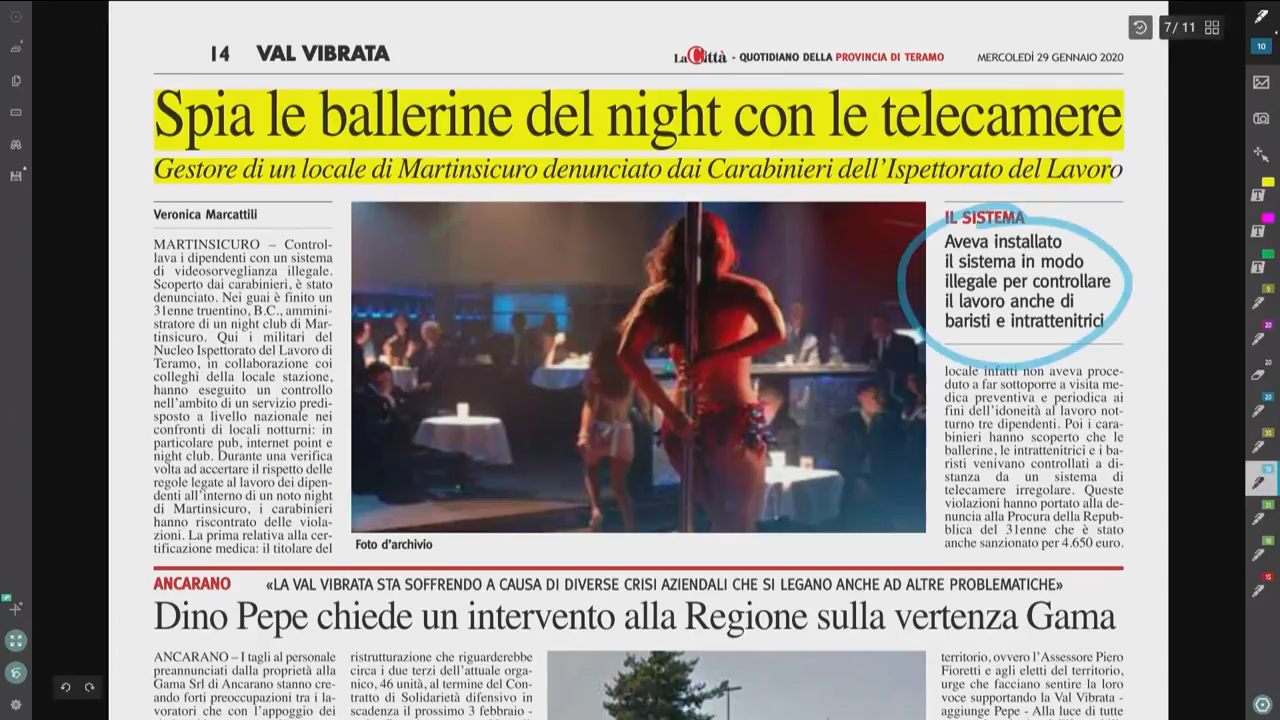 7/11
14 VAL VIBRATA
La Città - QUOTIDIANO DELLA PROVINCIA DI TERAMO
MERCOLEDÌ 29 GENNAIO 2020
Spia le ballerine del night con le telecamere
Gestore di un locale di Martinsicuro denunciato dai Carabinieri dell'Ispettorato del Lavoro
Veronica Marcattili
MARTINSICURO – Control-
lava i dipendenti con un sistema
di videosorveglianza illegale.
Scoperto dai carabinieri, è stato
denunciato. Nei guai è finito un
31enne truentino, B.C., ammini-
stratore di un night club di Mar-
tinsicuro. Qui i militari del
Nucleo Ispettorato del Lavoro di
Teramo, in collaborazione coi
colleghi della locale stazione,
hanno eseguito un controllo
nell'ambito di un servizio predi-
sposto a livello nazionale nei
confronti di locali notturni: in
particolare pub, internet point e
night club. Durante una verifica
volta ad accertare il rispetto delle
regole legate al lavoro dei dipen-
denti all'interno di un noto night
di Martinsicuro, i carabinieri
hanno riscontrato delle viola-
zioni. La prima relativa alla cer-
tificazione medica: il titolare del
Foto d'archivio
IL SISTEMA
Aveva installato
il sistema in modo
illegale per controllare
il lavoro anche di
baristi e intrattenitrici
locale infatti non aveva proce-
duto a far sottoporre a visita me-
dica preventiva e periodica ai
fini dell'idoneità al lavoro not-
turno tre dipendenti. Poi i cara-
binieri hanno scoperto che le
ballerine, le intrattenitrici e i ba-
risti venivano controllati a di-
stanza da un sistema di
telecamere irregolare. Queste
violazioni hanno portato alla de-
nuncia alla Procura della Repub-
blica del 31enne che è stato
anche sanzionato per 4.650 euro.
ANCARANO «LA VAL VIBRATA STA SOFFRENDO A CAUSA DI DIVERSE CRISI AZIENDALI CHE SI LEGANO ANCHE AD ALTRE PROBLEMATICHE»
Dino Pepe chiede un intervento alla Regione sulla vertenza Gama
ANCARANO – I tagli al personale
preannunciati dalla proprietà alla
Gama Srl di Ancarano stanno cre-
ando forti preoccupazioni tra i la-
voratori che con l'appoggio dei
ristrutturazione che riguarderebbe
circa i due terzi dell'attuale orga-
nico, 46 unità, al termine del Con-
tratto di Solidarietà difensivo in
scadenza il prossimo 3 febbraio -
territorio, ovvero l'Assessore Piero
Fioretti e agli eletti del territorio,
urge che facciano sentire la loro
voce supportando la Val Vibrata -
aggiunge Pepe - Alla luce di tutte
10
T
T
T
20
20
20
10
10
15